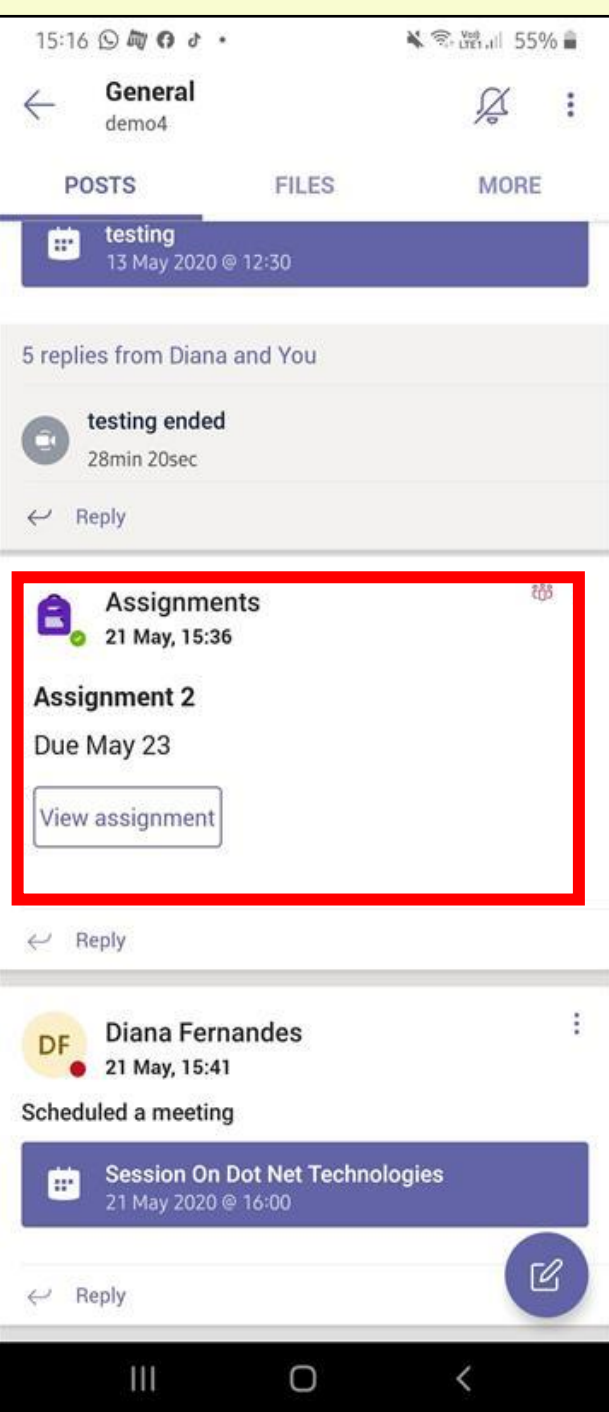 15:16 55%
General
demo4
POSTS FILES MORE
testing
13 May 2020 @ 12:30
5 replies from Diana and You
testing ended
28min 20sec
Reply
Assignments
21 May, 15:36
Assignment 2
Due May 23
View assignment
Reply
DF Diana Fernandes
21 May, 15:41
Scheduled a meeting
Session On Dot Net Technologies
21 May 2020 @ 16:00
Reply